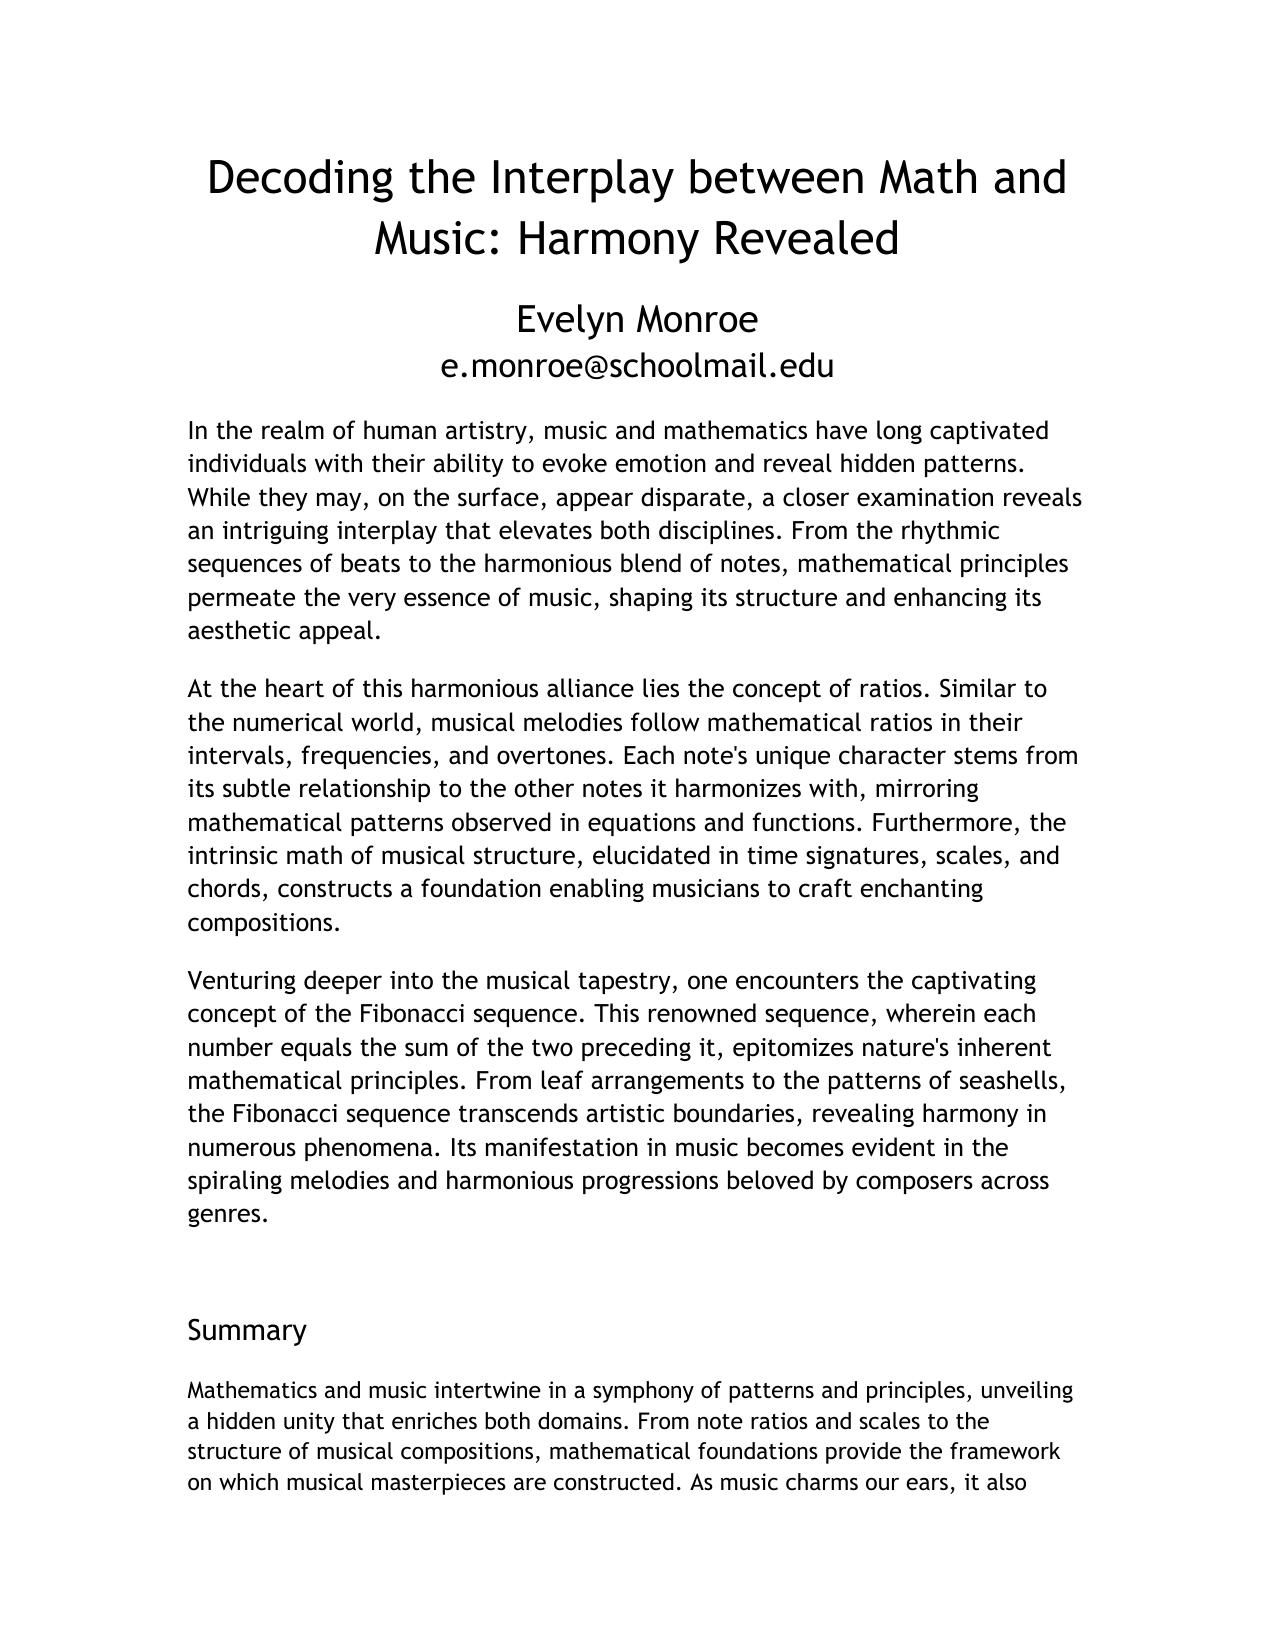 Decoding the Interplay between Math and
Music: Harmony Revealed
Evelyn Monroe
e.monroe@schoolmail.edu
In the realm of human artistry, music and mathematics have long captivated
individuals with their ability to evoke emotion and reveal hidden patterns.
While they may, on the surface, appear disparate, a closer examination reveals
an intriguing interplay that elevates both disciplines. From the rhythmic
sequences of beats to the harmonious blend of notes, mathematical principles
permeate the very essence of music, shaping its structure and enhancing its
aesthetic appeal.
At the heart of this harmonious alliance lies the concept of ratios. Similar to
the numerical world, musical melodies follow mathematical ratios in their
intervals, frequencies, and overtones. Each note's unique character stems from
its subtle relationship to the other notes it harmonizes with, mirroring
mathematical patterns observed in equations and functions. Furthermore, the
intrinsic math of musical structure, elucidated in time signatures, scales, and
chords, constructs a foundation enabling musicians to craft enchanting
compositions.
Venturing deeper into the musical tapestry, one encounters the captivating
concept of the Fibonacci sequence. This renowned sequence, wherein each
number equals the sum of the two preceding it, epitomizes nature's inherent
mathematical principles. From leaf arrangements to the patterns of seashells,
the Fibonacci sequence transcends artistic boundaries, revealing harmony in
numerous phenomena. Its manifestation in music becomes evident in the
spiraling melodies and harmonious progressions beloved by composers across
genres.
Summary
Mathematics and music intertwine in a symphony of patterns and principles, unveiling
a hidden unity that enriches both domains. From note ratios and scales to the
structure of musical compositions, mathematical foundations provide the framework
on which musical masterpieces are constructed. As music charms our ears, it also